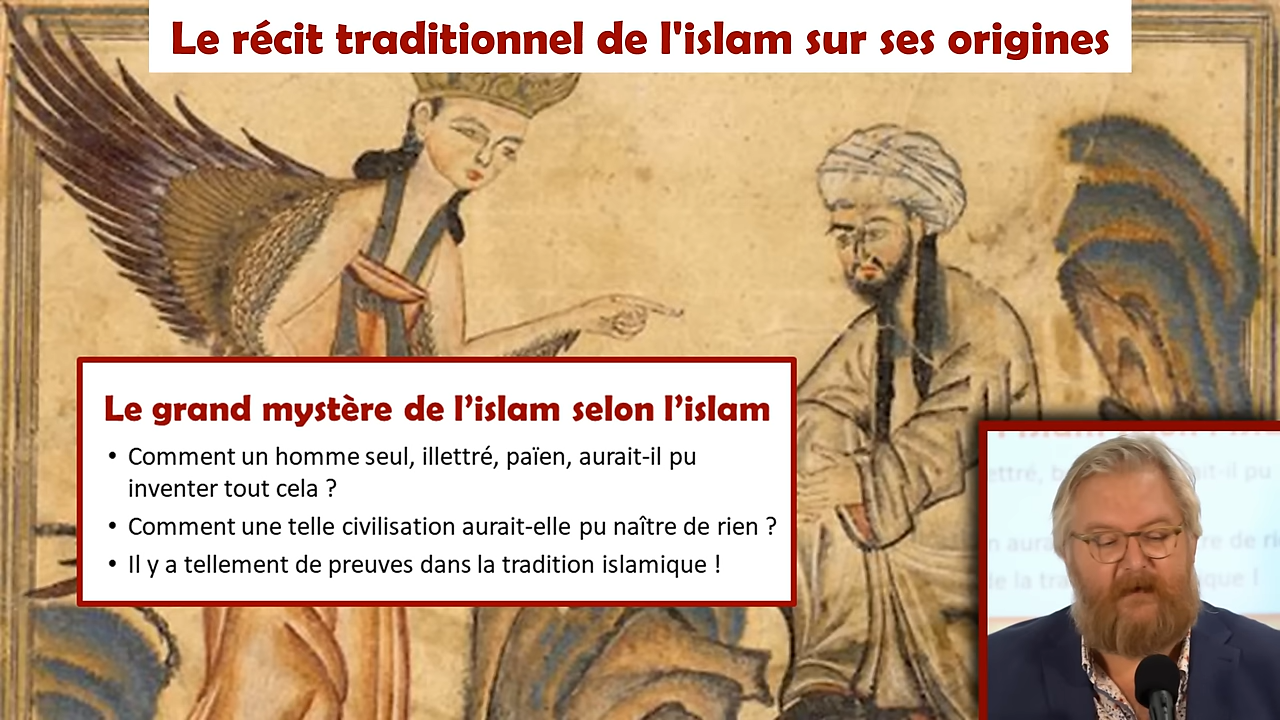 Le récit traditionnel de l'islam sur ses origines
Le grand mystère de l’islam selon l’islam
• Comment un homme seul, illettré, païen, aurait-il pu
inventer tout cela ?
• Comment une telle civilisation aurait-elle pu naître de rien ?
• Il y a tellement de preuves dans la tradition islamique !